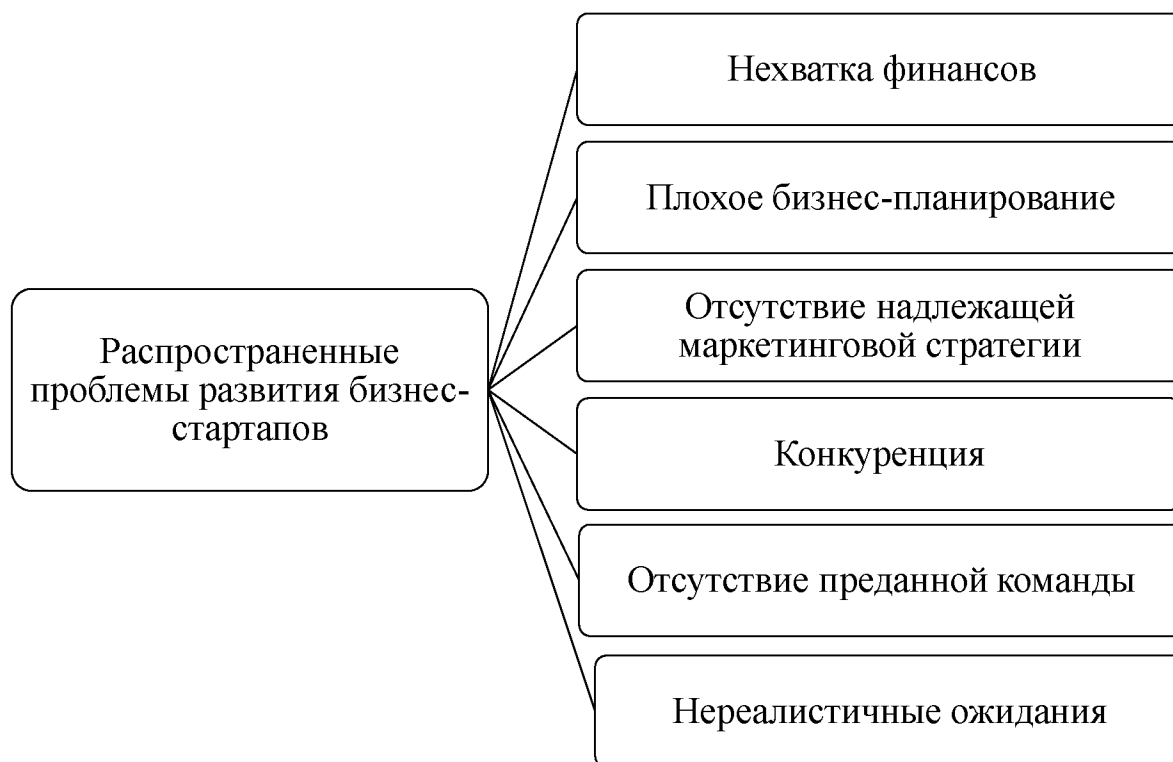 Нехватка финансов
Плохое бизнес-планирование
Отсутствие надлежащей
маркетинговой стратегии
Распространенные
проблемы развития бизнес-
стартапов
Конкуренция
Отсутствие преданной команды
Нереалистичные ожидания